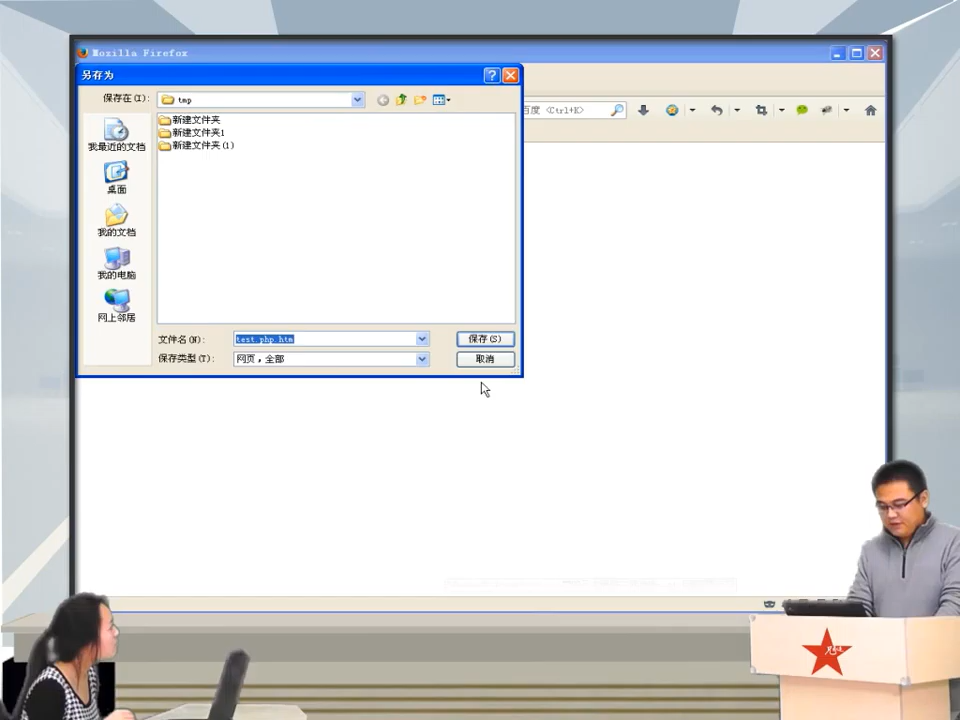 Mozilla Firefox
另存为
保存在(I):
tmp
百度 <Ctrl+K>
新建文件夹
新建文件夹1
新建文件夹(1)
我最近的文档
桌面
我的文档
我的电脑
网上邻居
文件名(N):
test.php.htm
保存(S)
保存类型(T):
网页，全部
取消